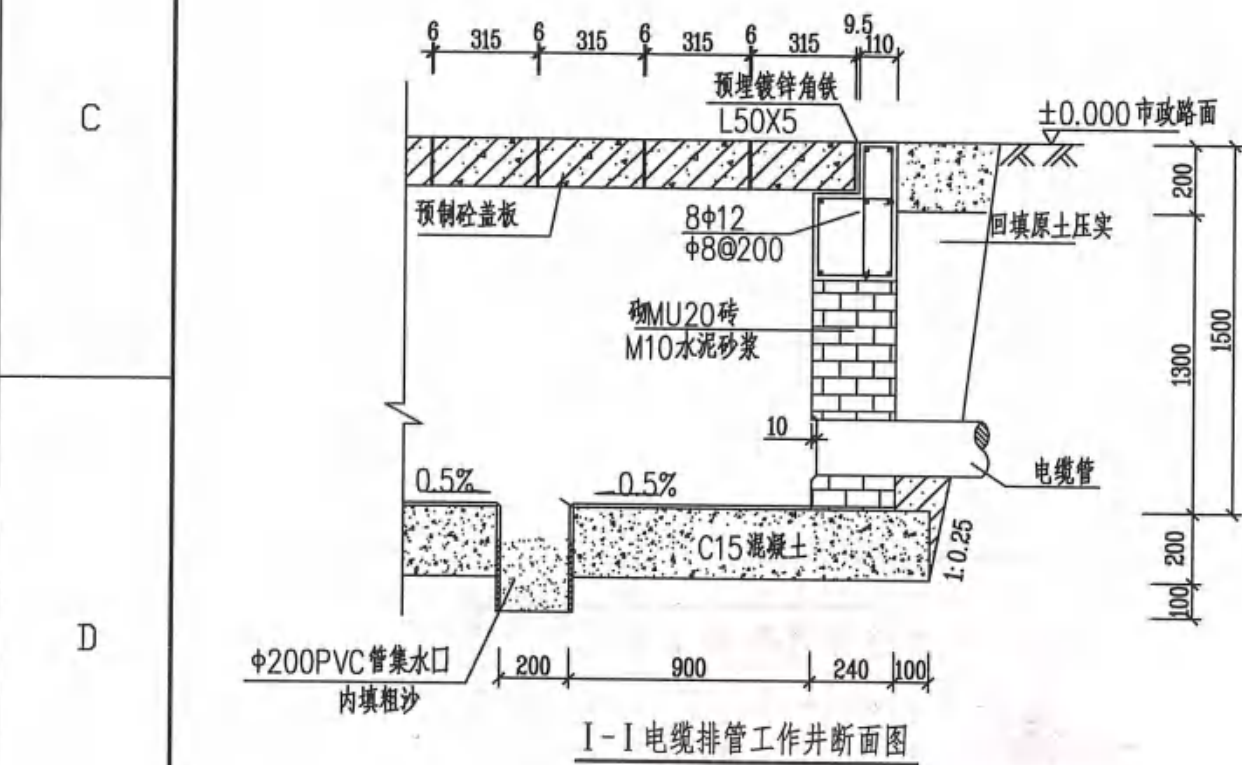 C
6 315 6 315 6 315 6 315 9.5 110
预埋镀锌角铁
L50X5
±0.000市政路面
预制砼盖板
8Φ12
Φ8@200
回填原土压实
200
砌MU20砖
M10水泥砂浆
1300
1500
10
电缆管
0.5%
0.5%
C15混凝土
1:0.25
200
100
D
Φ200PVC管集水口
内填粗沙
200 900 240 100
I-I电缆排管工作井断面图